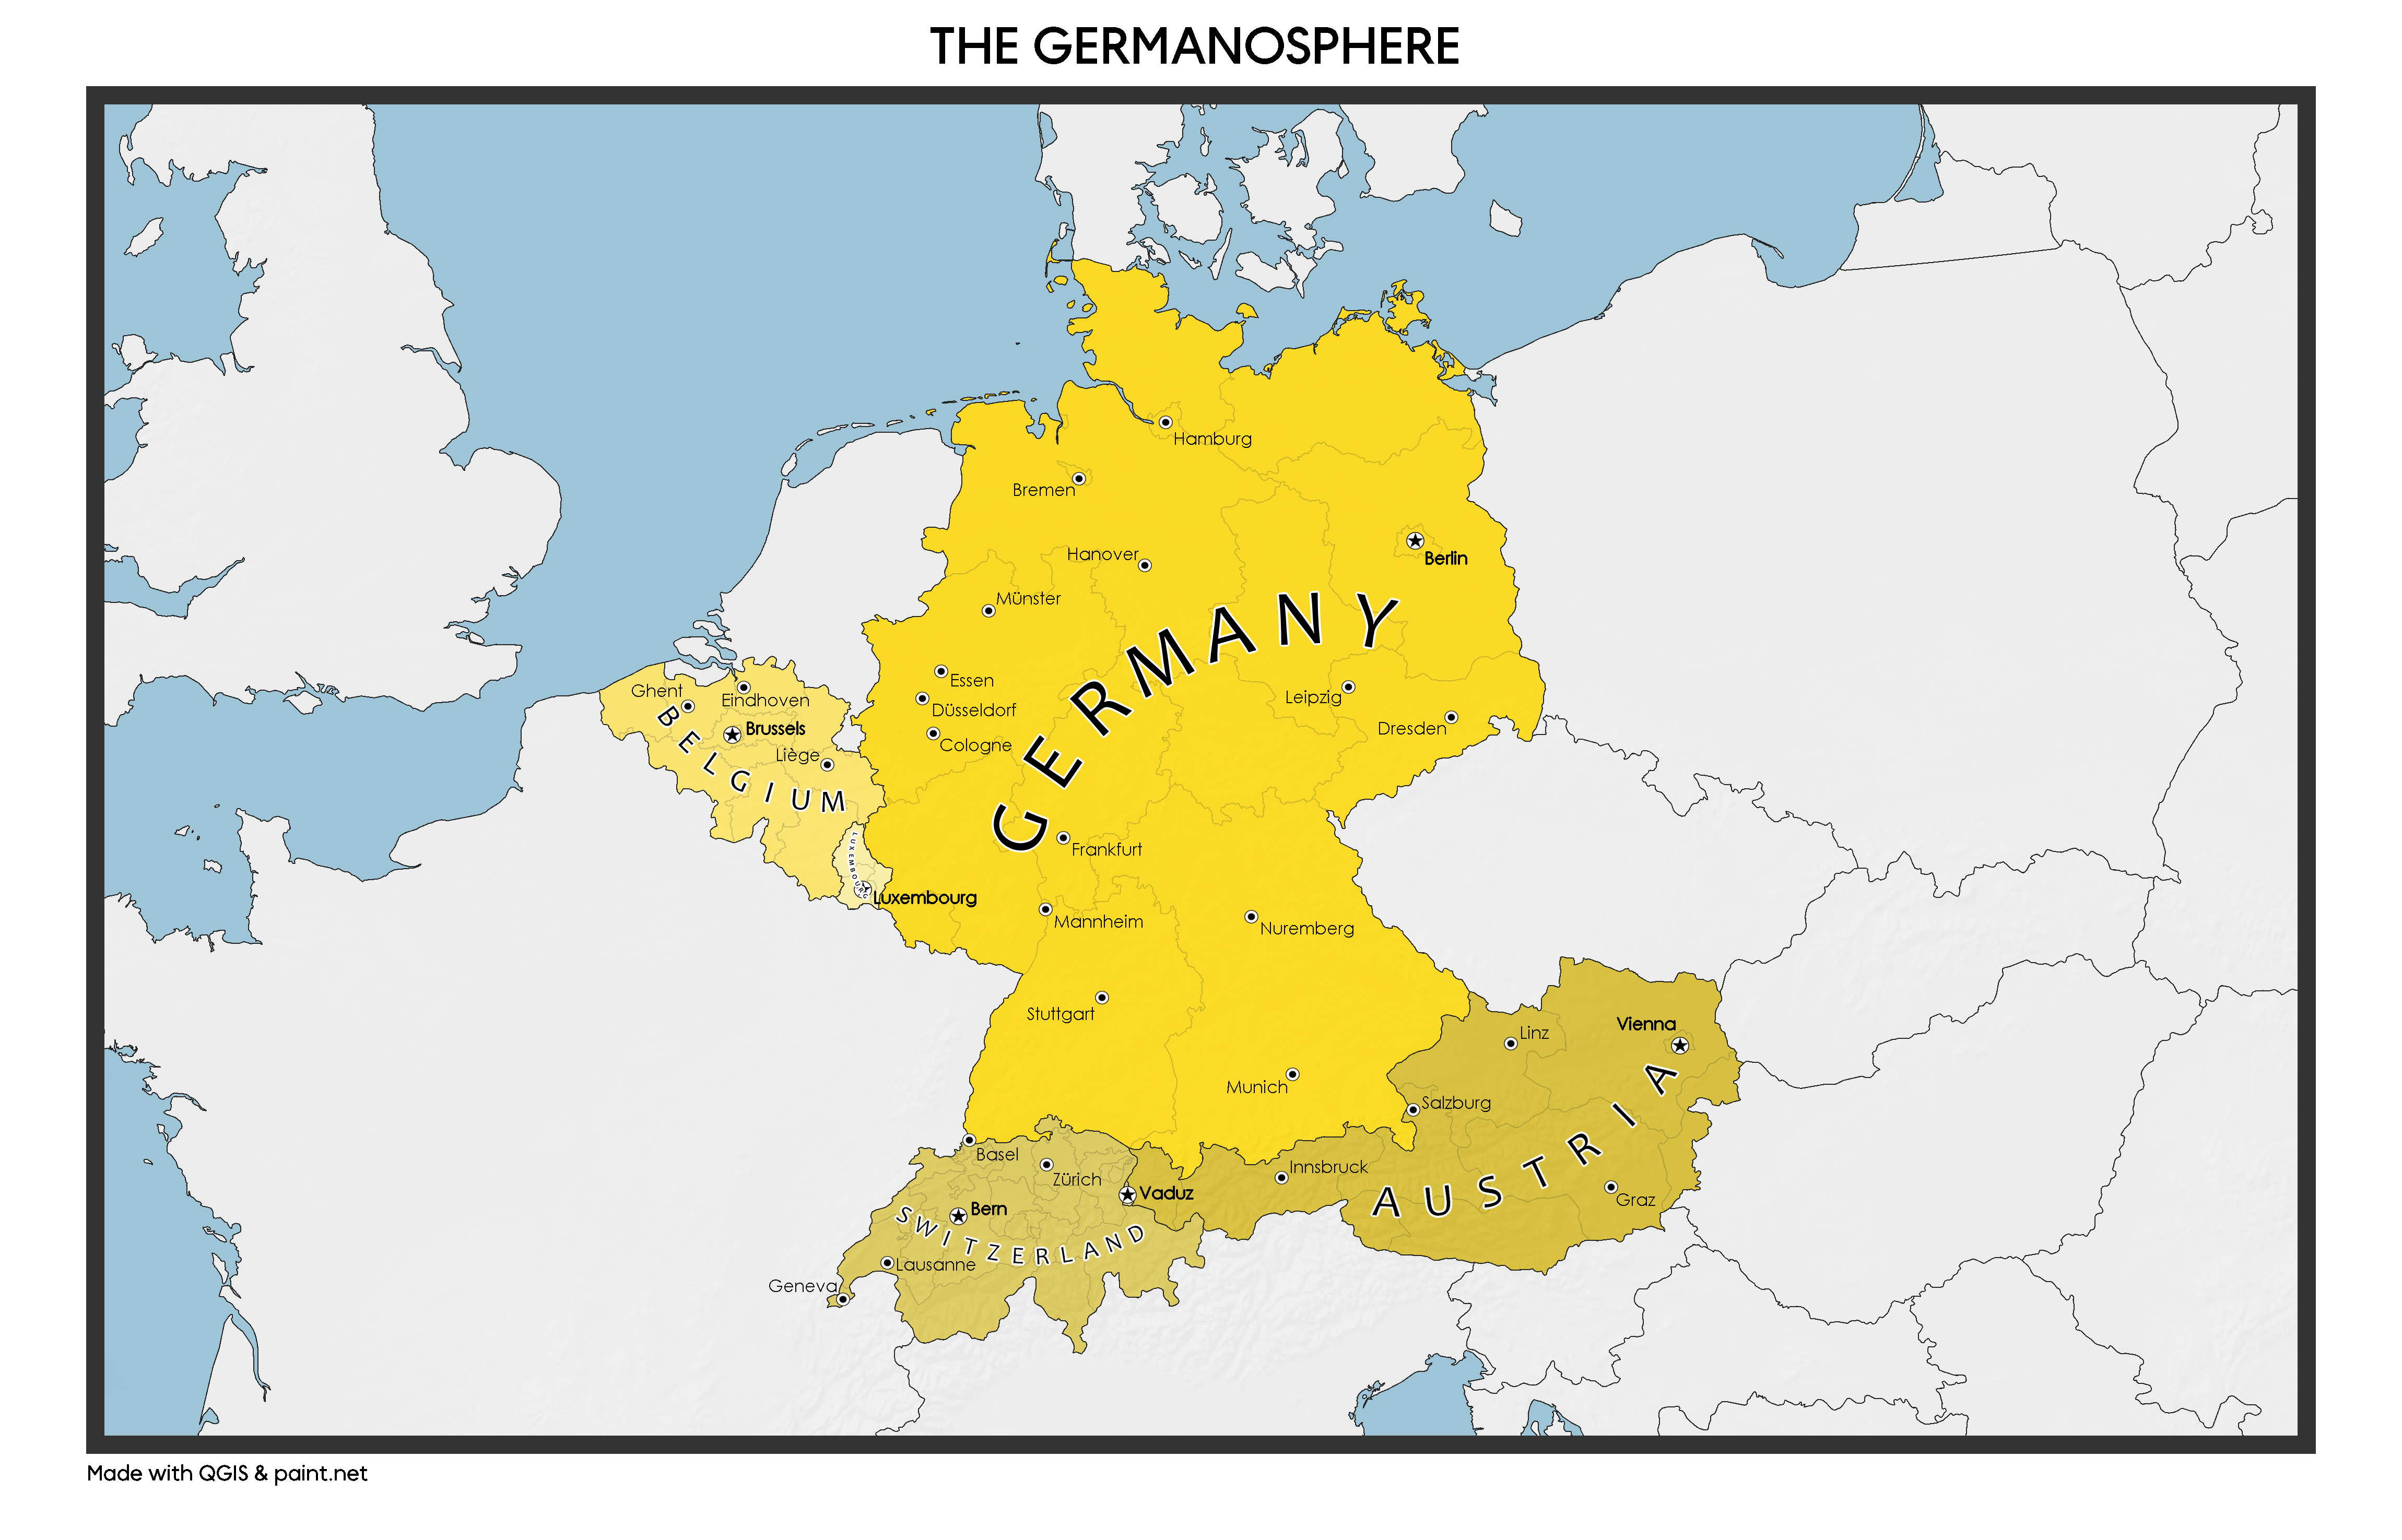 THE GERMANOSPHERE
Hamburg
Bremen
Hanover
Berlin
Münster
GERMANY
Essen
Düsseldorf
Cologne
Leipzig
Dresden
Ghent
Eindhoven
Brussels
Liège
BELGIUM
LUXEMBOURG
Luxembourg
Frankfurt
Mannheim
Nuremberg
Stuttgart
Munich
Linz
Vienna
Salzburg
Innsbruck
Graz
AUSTRIA
Basel
Zürich
Vaduz
Bern
SWITZERLAND
Lausanne
Geneva
Made with QGIS & paint.net